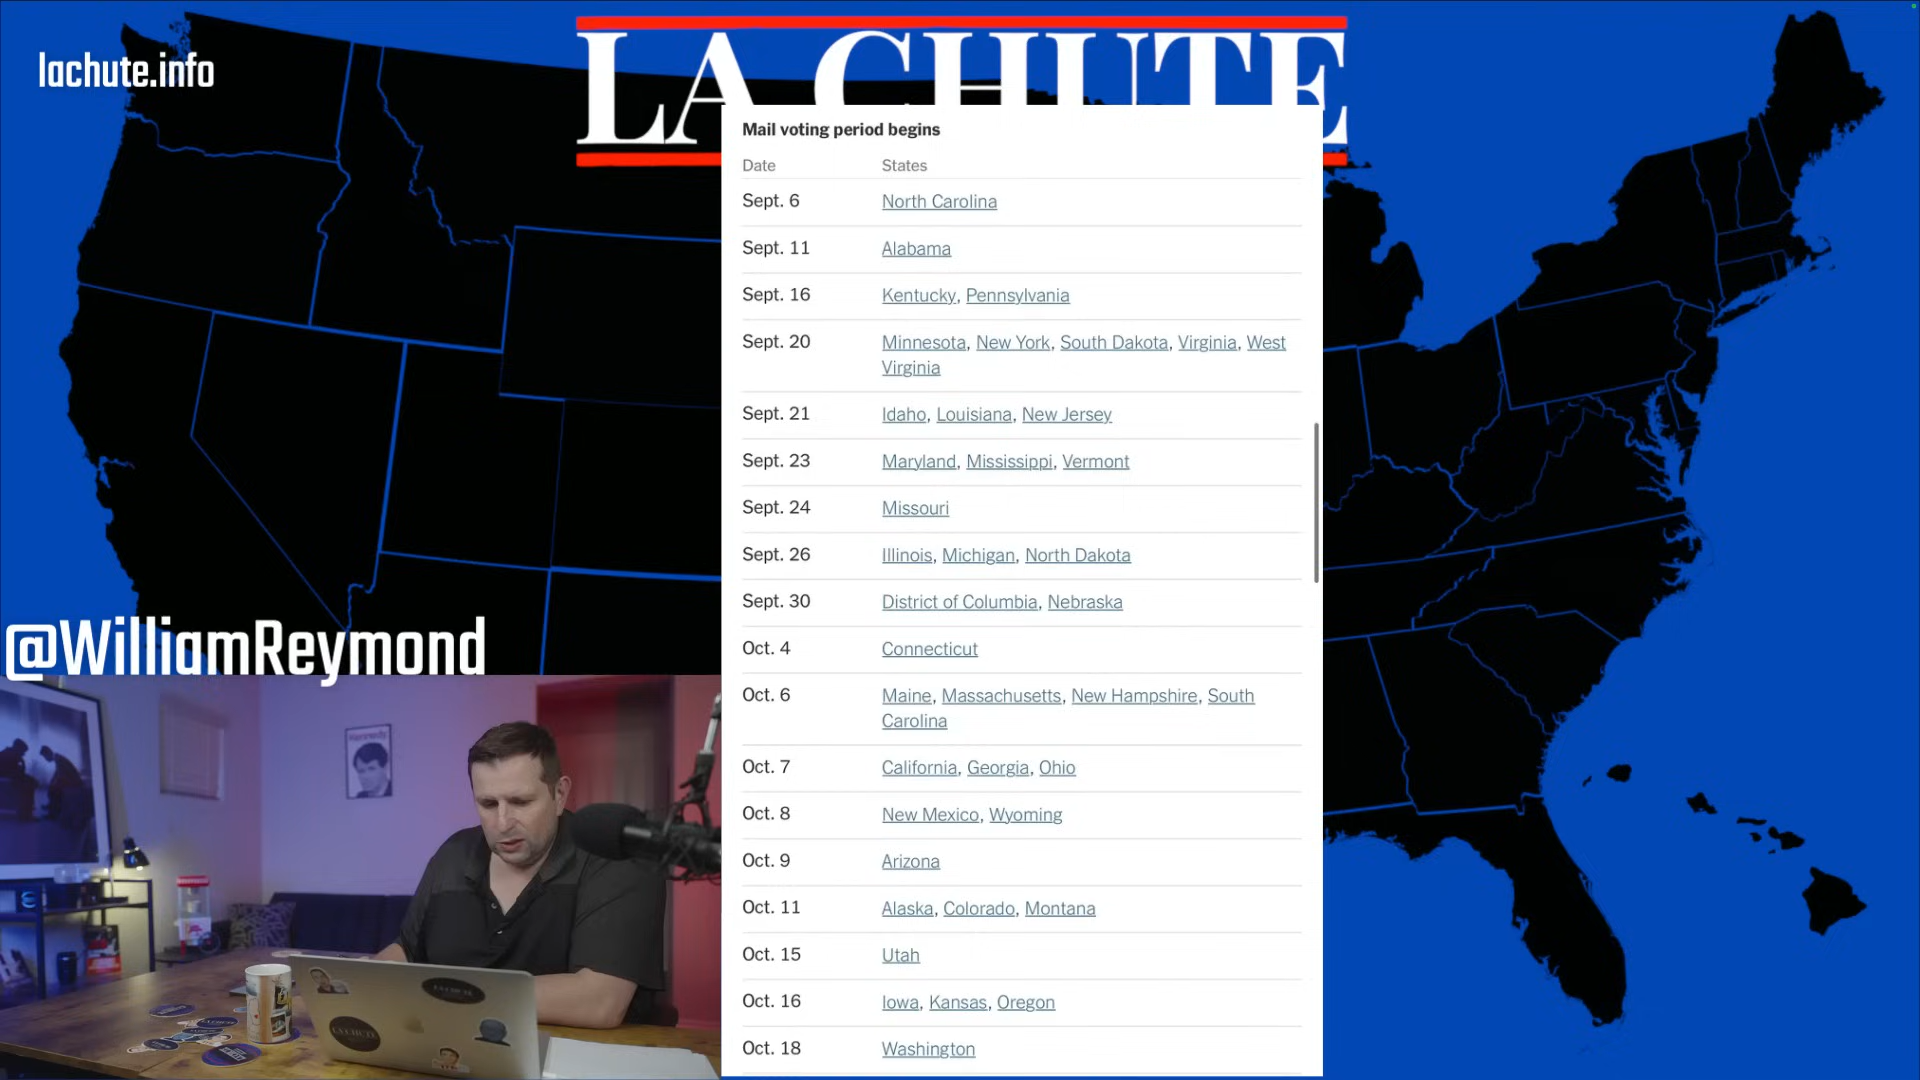 lachute.info
LA CHUTE
Mail voting period begins
Date States
Sept. 6 North Carolina
Sept. 11 Alabama
Sept. 16 Kentucky, Pennsylvania
Sept. 20 Minnesota, New York, South Dakota, Virginia, West
Virginia
Sept. 21 Idaho, Louisiana, New Jersey
Sept. 23 Maryland, Mississippi, Vermont
Sept. 24 Missouri
Sept. 26 Illinois, Michigan, North Dakota
Sept. 30 District of Columbia, Nebraska
Oct. 4 Connecticut
Oct. 6 Maine, Massachusetts, New Hampshire, South
Carolina
Oct. 7 California, Georgia, Ohio
Oct. 8 New Mexico, Wyoming
Oct. 9 Arizona
Oct. 11 Alaska, Colorado, Montana
Oct. 15 Utah
Oct. 16 Iowa, Kansas, Oregon
Oct. 18 Washington
@WilliamReymond
Kennedy
LA CHUTE
LA CHUTE